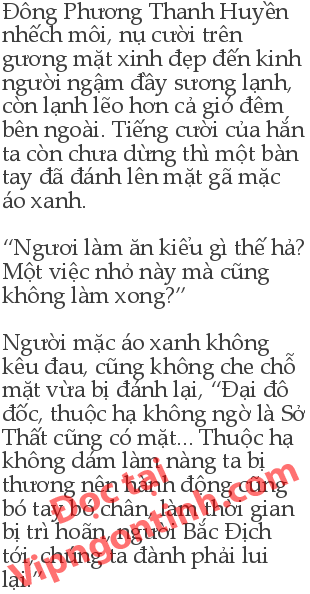 Đông Phương Thanh Huyền
nhếch môi, nụ cười trên
gương mặt xinh đẹp đến kinh
người ngậm đầy sương lạnh,
còn lạnh lẽo hơn cả gió đêm
bên ngoài. Tiếng cười của hắn
ta còn chưa dừng thì một bàn
tay đã đánh lên mặt gã mặc
áo xanh.

“Ngươi làm ăn kiểu gì thế hả?
Một việc nhỏ này mà cũng
không làm xong?”

Người mặc áo xanh không
kêu đau, cũng không che chỗ
mặt vừa bị đánh lại, “Đại đô
đốc, thuộc hạ không ngờ là Sở
Thất cũng có mặt... Thuộc hạ
không dám làm nàng ta bị
thương nên hành động cũng
bó tay bó chân, làm thời gian
bị trì hoãn, người Bắc Địch
tới, chúng ta đành phải lui
lại.”
Đọc tại
Vipngontinh.com